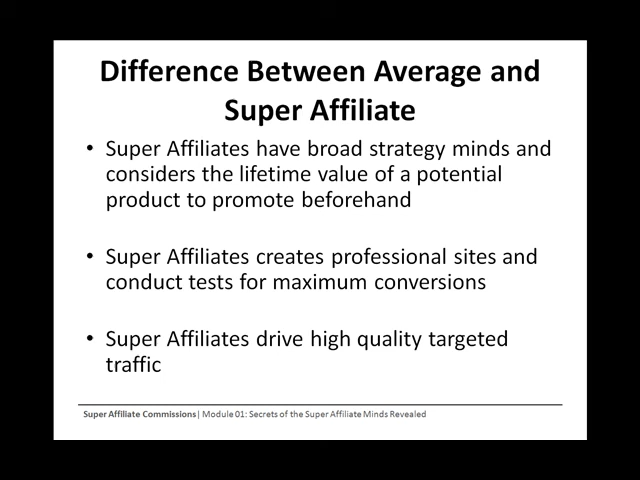 Difference Between Average and
Super Affiliate
• Super Affiliates have broad strategy minds and
considers the lifetime value of a potential
product to promote beforehand
• Super Affiliates creates professional sites and
conduct tests for maximum conversions
• Super Affiliates drive high quality targeted
traffic
Super Affiliate Commissions| Module 01: Secrets of the Super Affiliate Minds Revealed